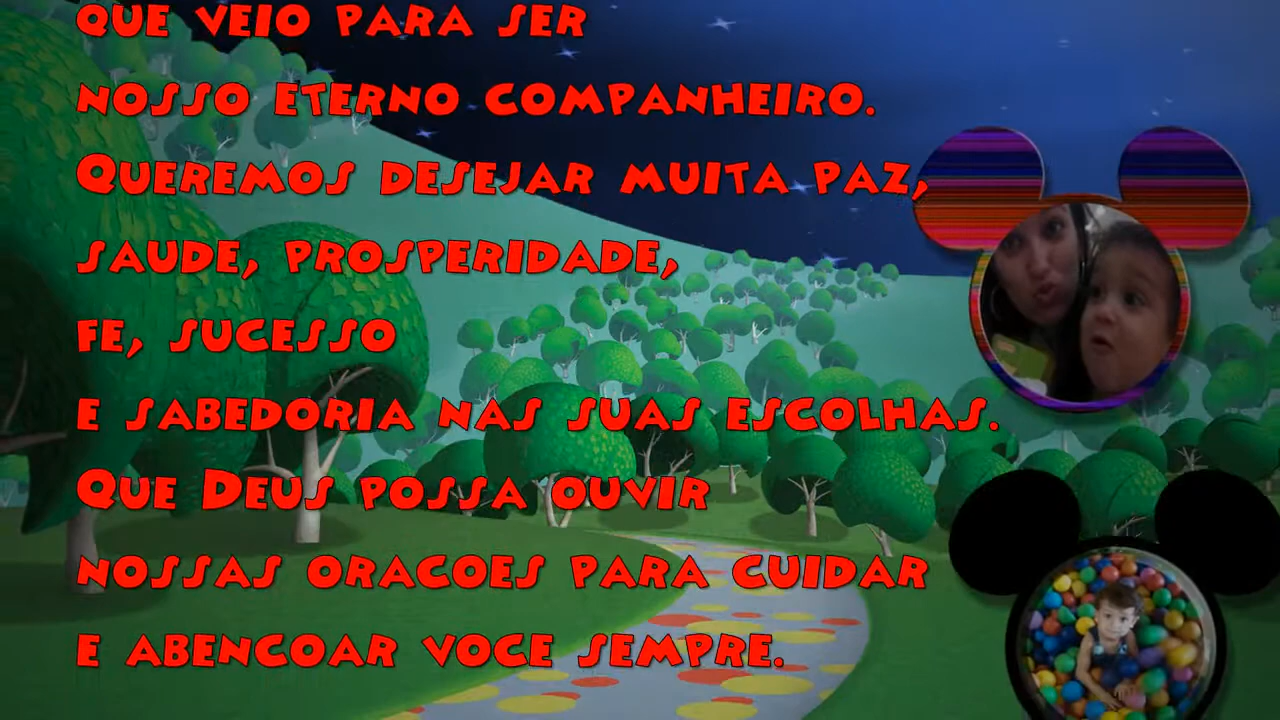 QUE VEIO PARA SER
NOSSO ETERNO COMPANHEIRO.
QUEREMOS DESEJAR MUITA PAZ,
SAUDE, PROSPERIDADE,
FE, SUCESSO
E SABEDORIA NAS SUAS ESCOLHAS.
QUE DEUS POSSA OUVIR
NOSSAS ORACOES PARA CUIDAR
E ABENCOAR VOCE SEMPRE.